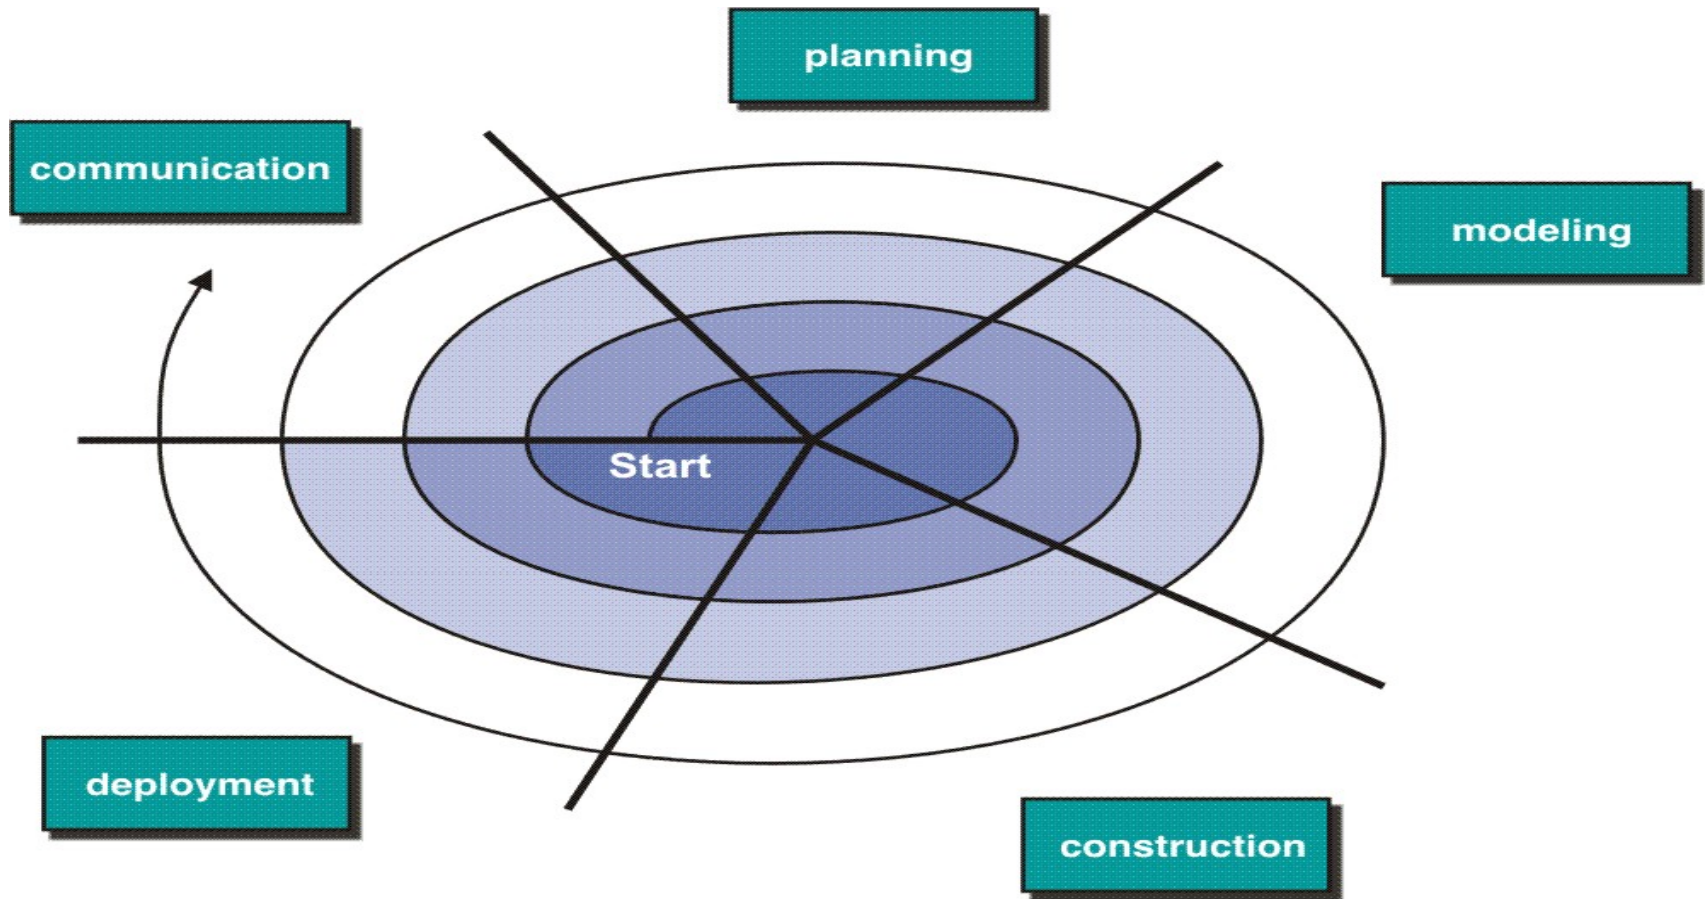 planning
communication
modeling
Start
deployment
construction